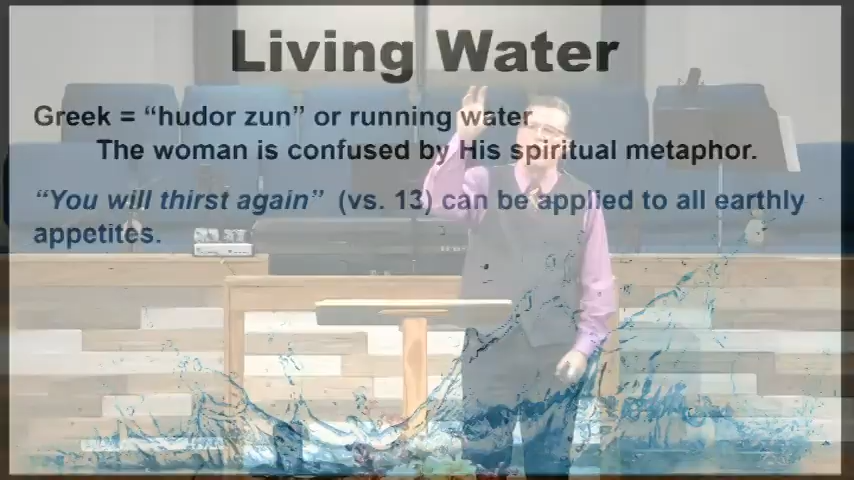 Living Water
Greek = “hudor zun” or running water
The woman is confused by His spiritual metaphor.
“You will thirst again” (vs. 13) can be applied to all earthly
appetites.